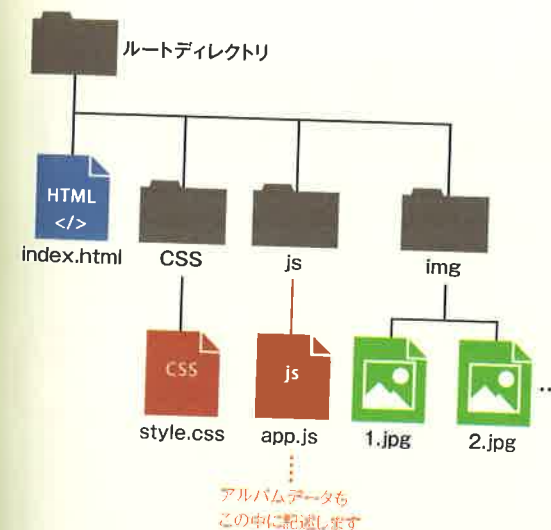 ルートディレクトリ
HTML
</>
index.html
CSS
js
img
CSS
js
style.css
app.js
1.jpg
2.jpg
…
アルバムデータも
この中に記述します